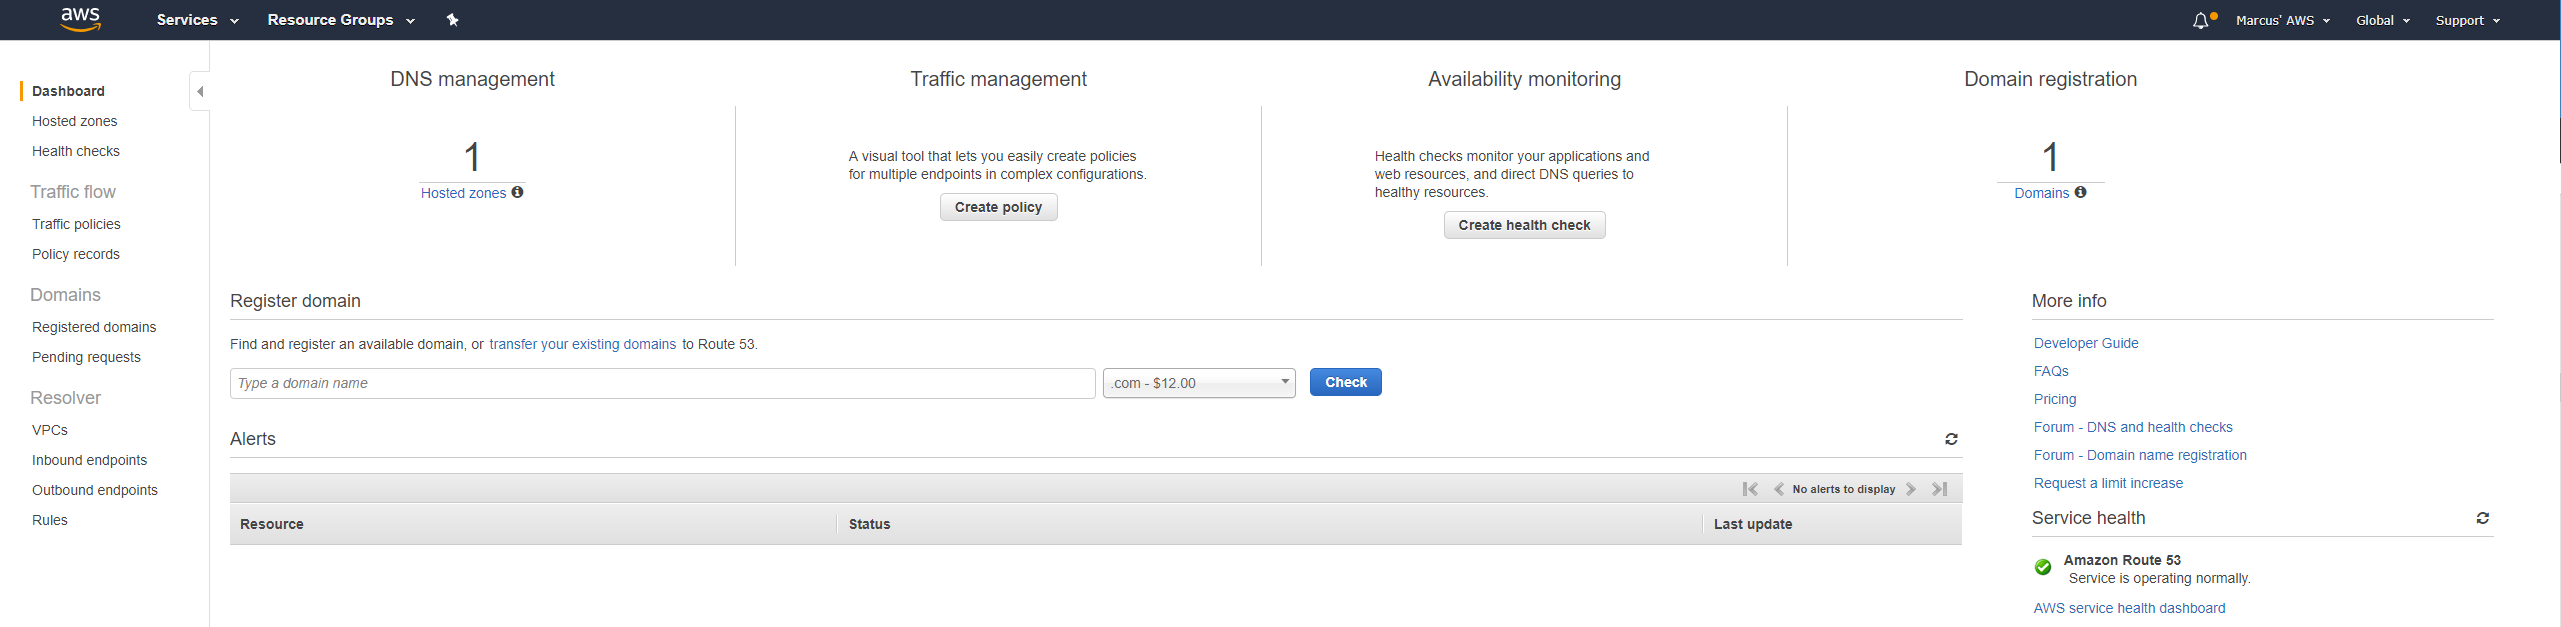 aws
Services
Resource Groups
Marcus' AWS
Global
Support
Dashboard
Hosted zones
Health checks
Traffic flow
Traffic policies
Policy records
Domains
Registered domains
Pending requests
Resolver
VPCs
Inbound endpoints
Outbound endpoints
Rules
DNS management
1
Hosted zones
Traffic management
A visual tool that lets you easily create policies
for multiple endpoints in complex configurations.
Create policy
Availability monitoring
Health checks monitor your applications and
web resources, and direct DNS queries to
healthy resources.
Create health check
Domain registration
1
Domains
Register domain
Find and register an available domain, or transfer your existing domains to Route 53.
Type a domain name
.com - $12.00
Check
Alerts
No alerts to display
Resource
Status
Last update
More info
Developer Guide
FAQs
Pricing
Forum - DNS and health checks
Forum - Domain name registration
Request a limit increase
Service health
Amazon Route 53
Service is operating normally.
AWS service health dashboard